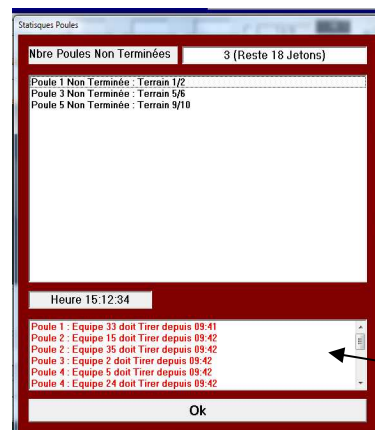 Statisques Poules
Nbre Poules Non Terminées 3 (Reste 18 Jetons)
Poule 1 Non Terminée : Terrain 1/2
Poule 3 Non Terminée : Terrain 5/6
Poule 5 Non Terminée : Terrain 9/10
Heure 15:12:34
Poule 1 : Equipe 33 doit Tirer depuis 09:41
Poule 2 : Equipe 15 doit Tirer depuis 09:42
Poule 2 : Equipe 35 doit Tirer depuis 09:42
Poule 3 : Equipe 2 doit Tirer depuis 09:42
Poule 4 : Equipe 5 doit Tirer depuis 09:42
Poule 4 : Equipe 24 doit Tirer depuis 09:42
Ok